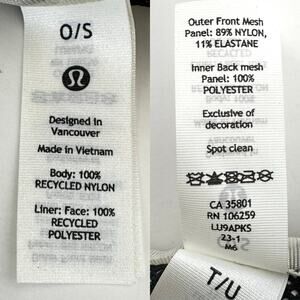 O/S
Designed in
Vancouver
Made in Vietnam
Body: 100%
RECYCLED NYLON
Liner: Face: 100%
RECYCLED
POLYESTER
Outer Front Mesh
Panel: 89% NYLON,
11% ELASTANE
Inner Back mesh
Panel: 100%
POLYESTER
Exclusive of
decoration
Spot clean
CA 35801
RN 106259
LU9APKS
23-1
M6
T/U